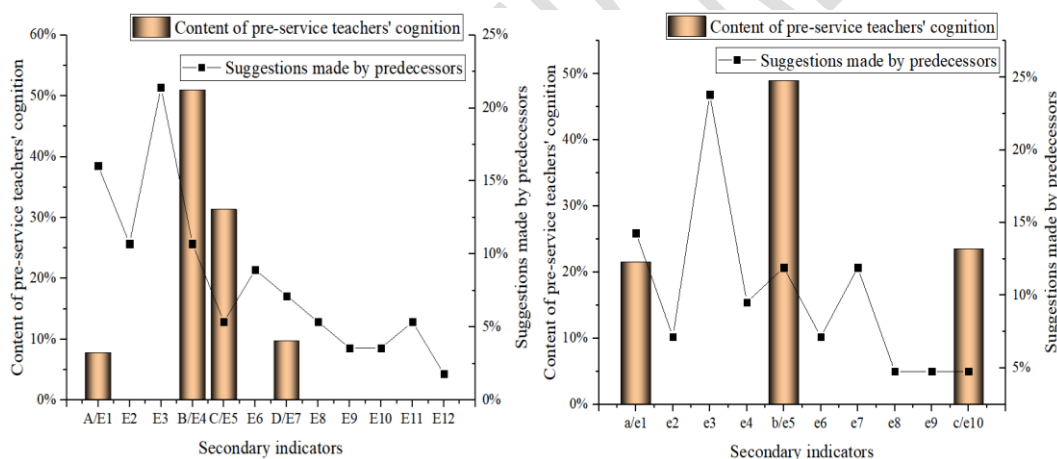 Content of pre-service teachers' cognition
Suggestions made by predecessors
Content of pre-service teachers' cognition
60%
50%
40%
30%
20%
10%
0%
25%
20%
15%
10%
5%
0%
Suggestions made by predecessors
A/E1 E2 E3 B/E4 C/E5 E6 D/E7 E8 E9 E10 E11 E12
Secondary indicators
Content of pre-service teachers' cognition
Suggestions made by predecessors
Content of pre-service teachers' cognition
50%
40%
30%
20%
10%
0%
25%
20%
15%
10%
5%
Suggestions made by predecessors
a/e1 e2 e3 e4 b/e5 e6 e7 e8 e9 c/e10
Secondary indicators